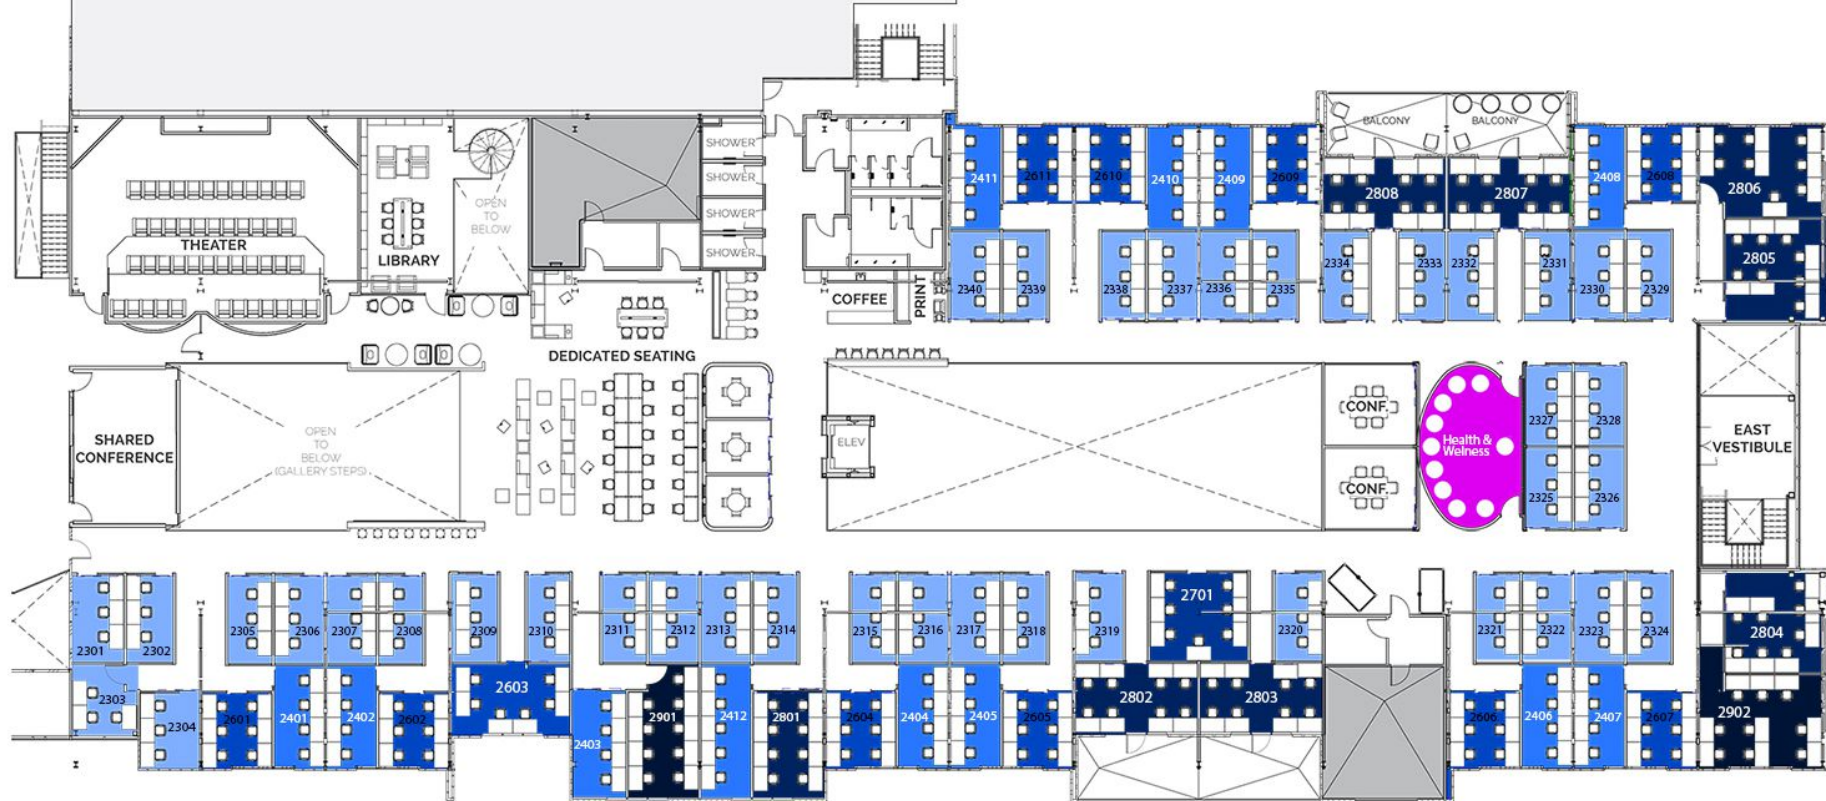 BALCONY
BALCONY
SHOWER
SHOWER
SHOWER
SHOWER
OPEN
TO
BELOW
THEATER
LIBRARY
COFFEE
PRINT
2411
2611
2610
2410
2409
2609
2808
2807
2408
2608
2806
2805
2340
2339
2338
2337
2336
2335
2334
2333
2332
2331
2330
2329
DEDICATED SEATING
SHARED
CONFERENCE
OPEN
TO
BELOW
(GALLERY STEPS)
ELEV
CONF.
CONF.
Health &
Welness
2327
2328
2325
2326
EAST
VESTIBULE
X
2301
2302
2305
2306
2307
2308
2309
2310
2311
2312
2313
2314
2315
2316
2317
2318
2319
2701
2320
2321
2322
2323
2324
2804
2303
2304
2601
2401
2402
2602
2603
2403
2901
2412
2801
2604
2404
2405
2605
2802
2803
2606
2406
2407
2607
2902